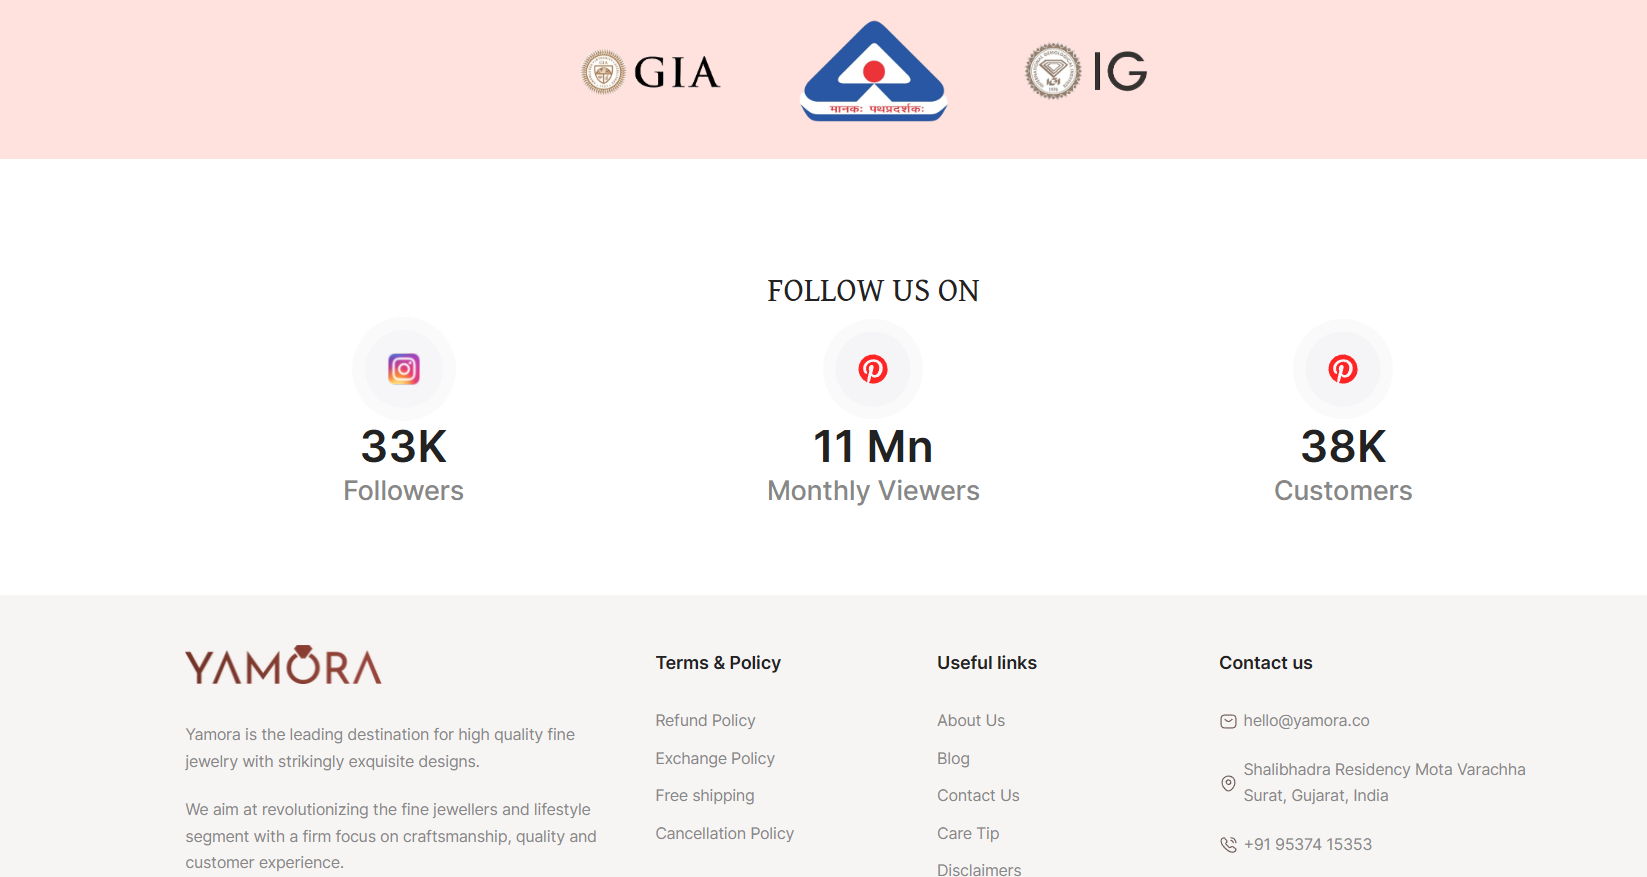 GIA
मानकः पथप्रदर्शकः
IG
FOLLOW US ON
33K
Followers
11 Mn
Monthly Viewers
38K
Customers
YAMORA
Yamora is the leading destination for high quality fine
jewelry with strikingly exquisite designs.
We aim at revolutionizing the fine jewellers and lifestyle
segment with a firm focus on craftsmanship, quality and
customer experience.
Terms & Policy
Refund Policy
Exchange Policy
Free shipping
Cancellation Policy
Useful links
About Us
Blog
Contact Us
Care Tip
Disclaimers
Contact us
hello@yamora.co
Shalibhadra Residency Mota Varachha
Surat, Gujarat, India
+91 95374 15353